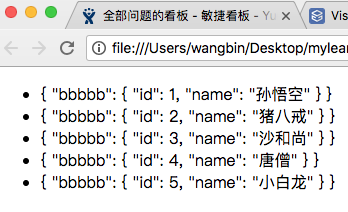 全部问题的看板 - 敏捷看板 - Yu
Vis
file:///Users/wangbin/Desktop/mylear
{ "bbbbb": { "id": 1, "name": "孙悟空" } }
{ "bbbbb": { "id": 2, "name": "猪八戒" } }
{ "bbbbb": { "id": 3, "name": "沙和尚" } }
{ "bbbbb": { "id": 4, "name": "唐僧" } }
{ "bbbbb": { "id": 5, "name": "小白龙" } }